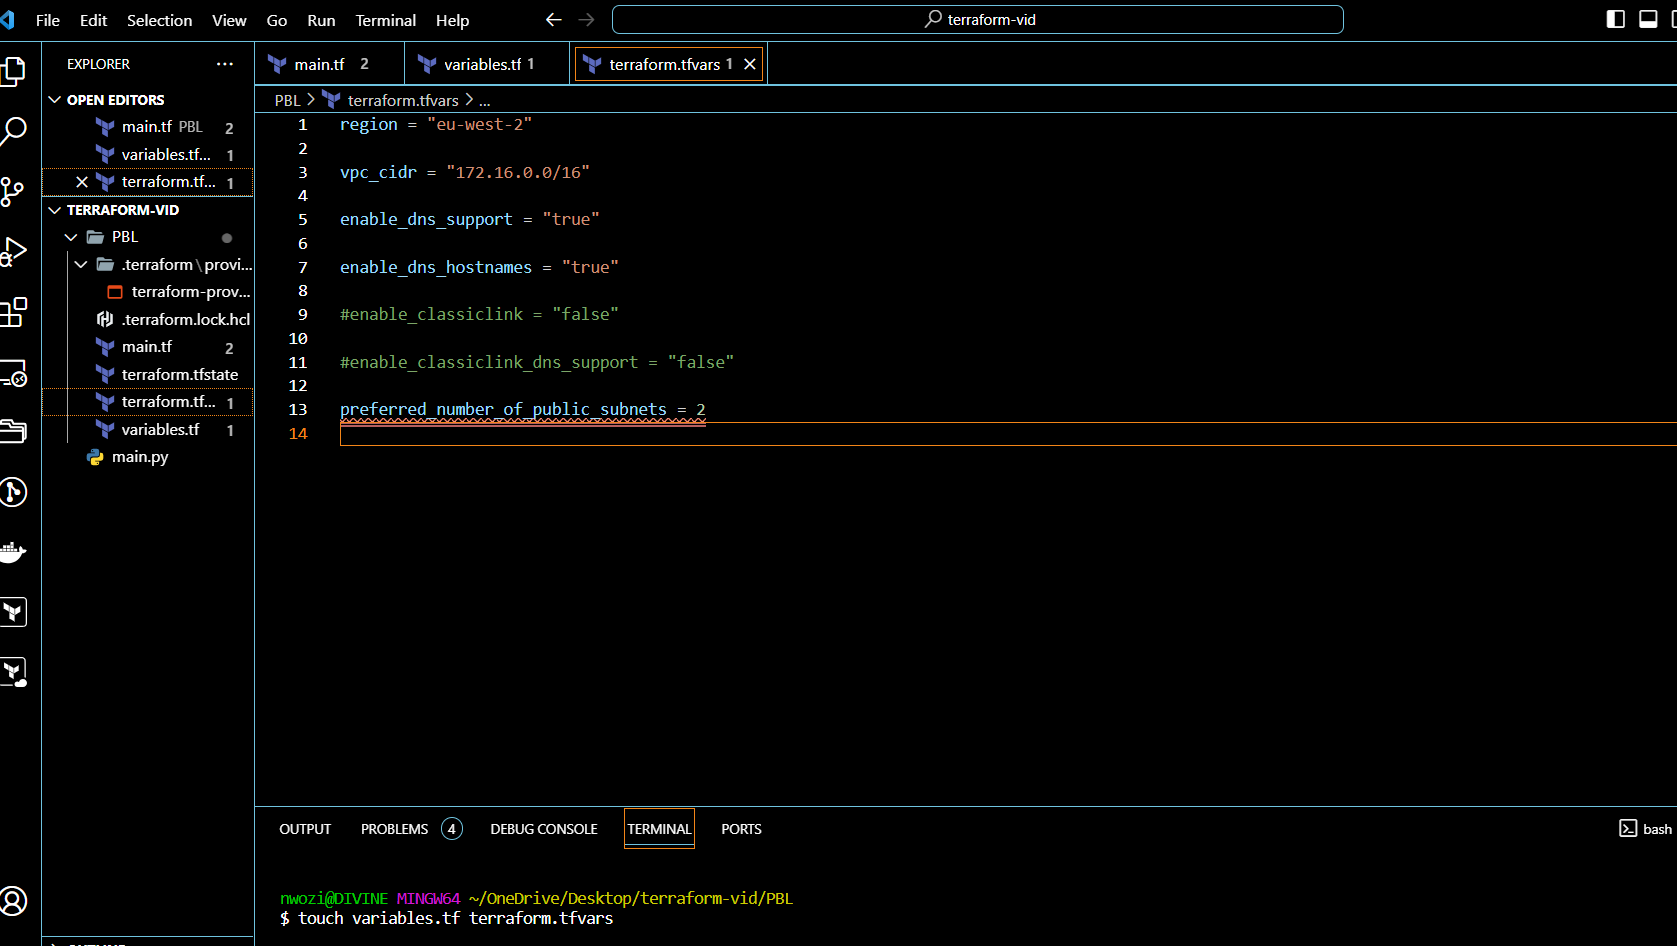 File Edit Selection View Go Run Terminal Help
terraform-vid
EXPLORER
OPEN EDITORS
main.tf PBL 2
variables.tf... 1
terraform.tf... 1
TERRAFORM-VID
PBL
.terraform\provi...
terraform-prov...
.terraform.lock.hcl
main.tf 2
terraform.tfstate
terraform.tf... 1
variables.tf 1
main.py
main.tf 2 variables.tf 1 terraform.tfvars 1
PBL > terraform.tfvars > ...
1 region = "eu-west-2"
2
3 vpc_cidr = "172.16.0.0/16"
4
5 enable_dns_support = "true"
6
7 enable_dns_hostnames = "true"
8
9 #enable_classiclink = "false"
10
11 #enable_classiclink_dns_support = "false"
12
13 preferred_number_of_public_subnets = 2
14
OUTPUT PROBLEMS 4 DEBUG CONSOLE TERMINAL PORTS
bash
nwozi@DIVINE MINGW64 ~/OneDrive/Desktop/terraform-vid/PBL
$ touch variables.tf terraform.tfvars